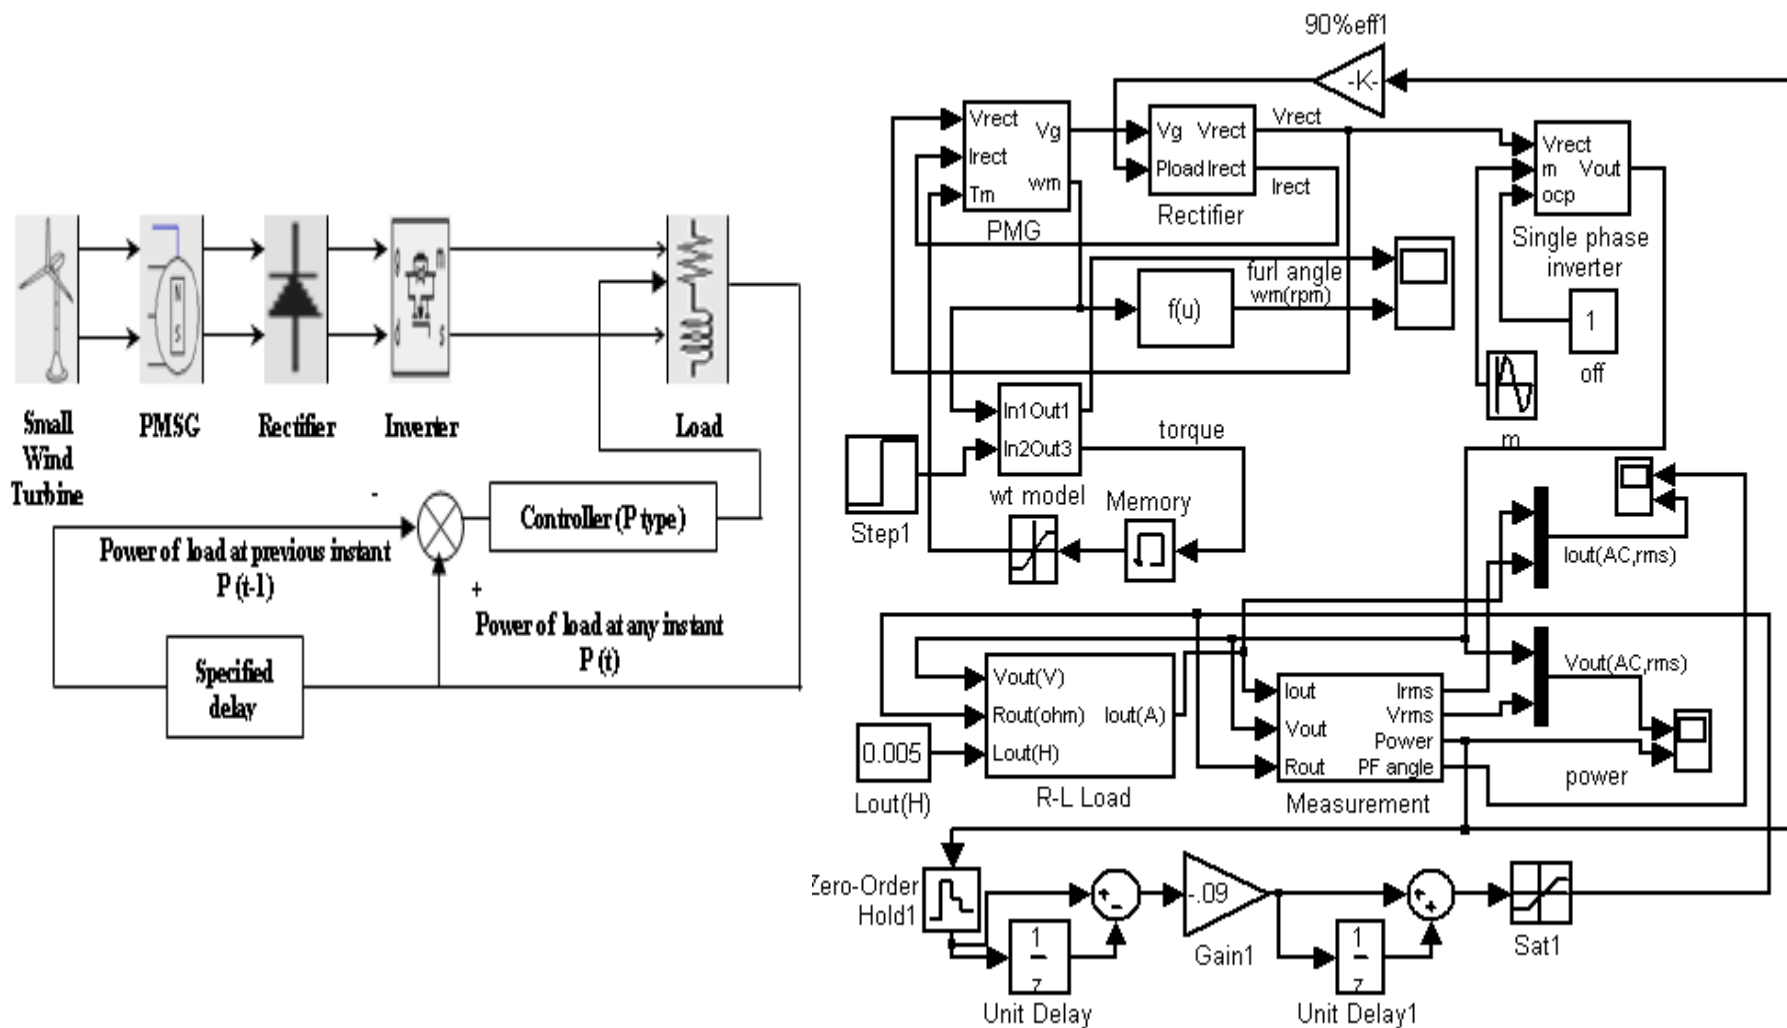 Small
Wind
Turbine
PMSG
Rectifier
Inverter
Load
a
m
d
s
N
S
-
Controller (P type)
Power of load at previous instant
P (t-1)
+
Power of load at any instant
P (t)
Specified
delay
90%eff1
-K-
Vrect
Irect
Tm
Vg
wm
PMG
Vg
Pload
Vrect
Irect
Rectifier
Vrect
Irect
Vrect
m
ocp
Vout
Single phase
inverter
1
off
m
furl angle
wm(rpm)
f(u)
In1
Out1
In2
Out3
wt model
torque
Step1
Memory
Iout(AC,rms)
Vout(AC,rms)
Vout(V)
Rout(ohm)
Lout(H)
Iout(A)
R-L Load
0.005
Lout(H)
Iout
Vout
Rout
Irms
Vrms
Power
PF angle
Measurement
power
Zero-Order
Hold1
+
-
-.09
Gain1
+
+
Sat1
1
z
Unit Delay
1
z
Unit Delay1